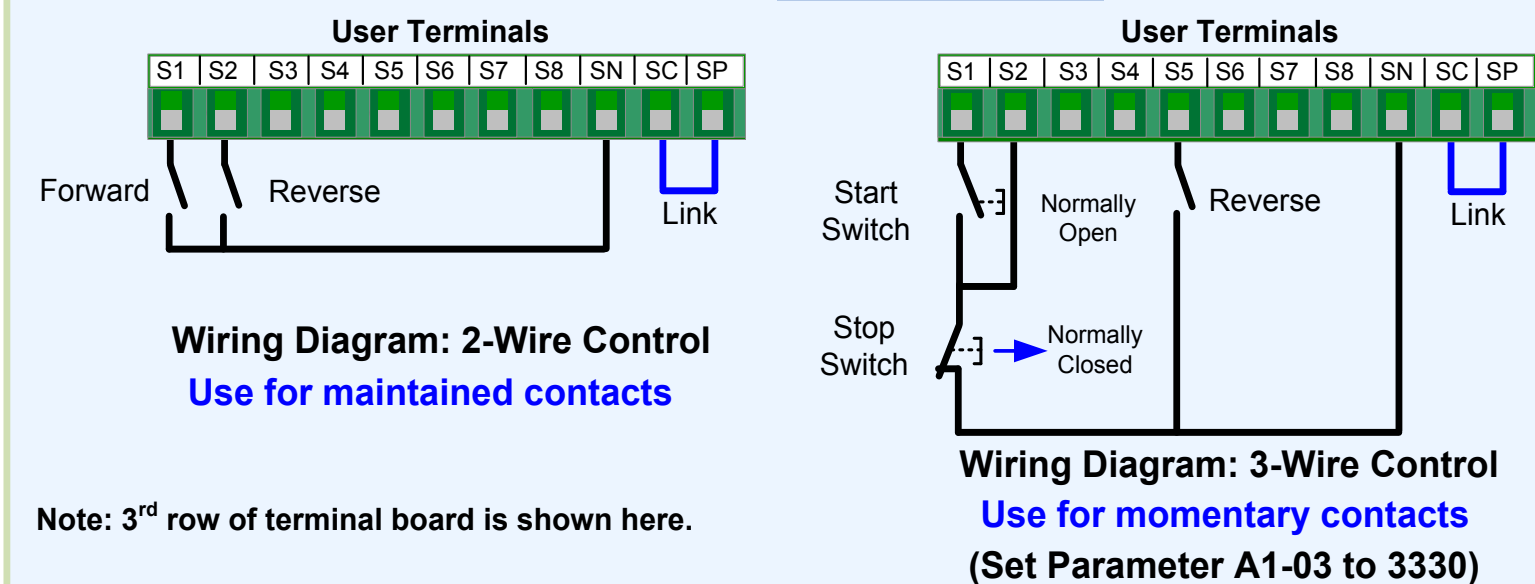 User Terminals
S1 S2 S3 S4 S5 S6 S7 S8 SN SC SP
Forward
Reverse
Link
Wiring Diagram: 2-Wire Control
Use for maintained contacts
Note: 3rd row of terminal board is shown here.
User Terminals
S1 S2 S3 S4 S5 S6 S7 S8 SN SC SP
Start
Switch
Normally
Open
Reverse
Link
Stop
Switch
Normally
Closed
Wiring Diagram: 3-Wire Control
Use for momentary contacts
(Set Parameter A1-03 to 3330)